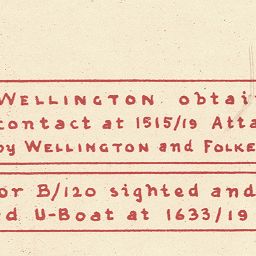 WELLINGTON obtai
contact at 1515/19 Atta
by WELLINGTON and FOLKE
or B/120 sighted and
d U-Boat at 1633/19